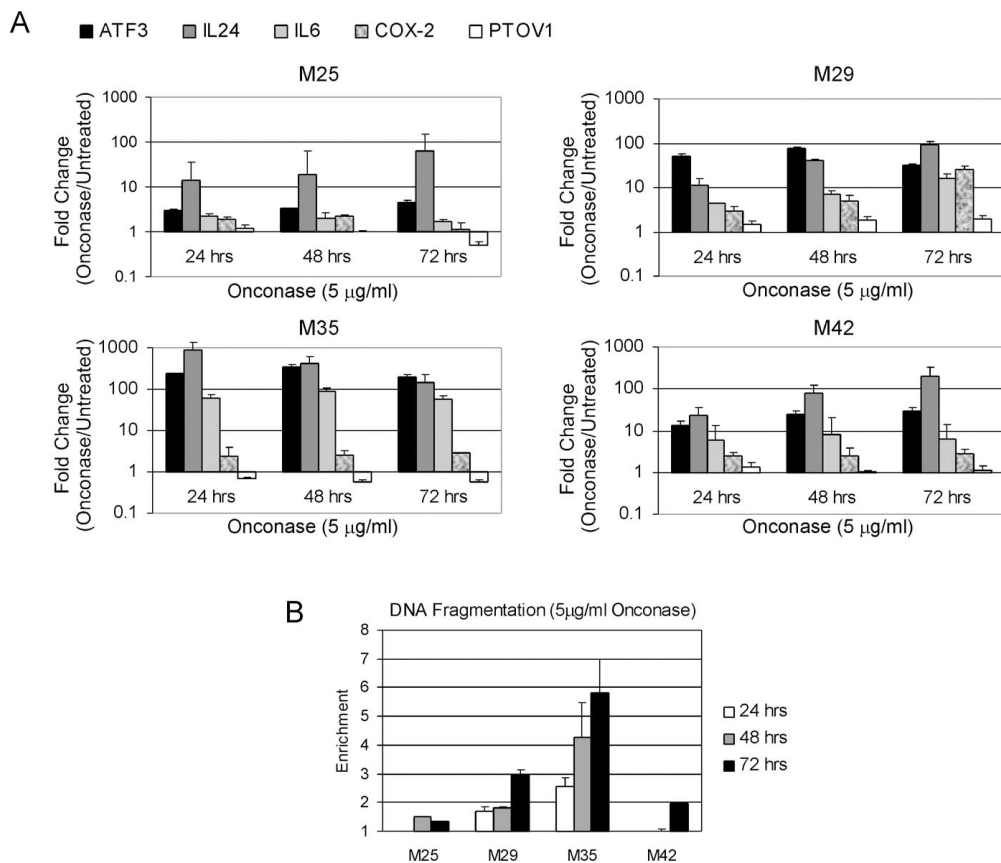 A
ATF3 IL24 IL6 COX-2 PTOV1
M25
Fold Change
(Onconase/Untreated)
1000
100
10
1
0.1
24 hrs 48 hrs 72 hrs
Onconase (5 µg/ml)
M29
Fold Change
(Onconase/Untreated)
1000
100
10
1
0.1
24 hrs 48 hrs 72 hrs
Onconase (5 µg/ml)
M35
Fold Change
(Onconase/Untreated)
1000
100
10
1
0.1
24 hrs 48 hrs 72 hrs
Onconase (5 µg/ml)
M42
Fold Change
(Onconase/Untreated)
1000
100
10
1
0.1
24 hrs 48 hrs 72 hrs
Onconase (5 µg/ml)
B
DNA Fragmentation (5µg/ml Onconase)
Enrichment
8
7
6
5
4
3
2
1
M25 M29 M35 M42
24 hrs
48 hrs
72 hrs